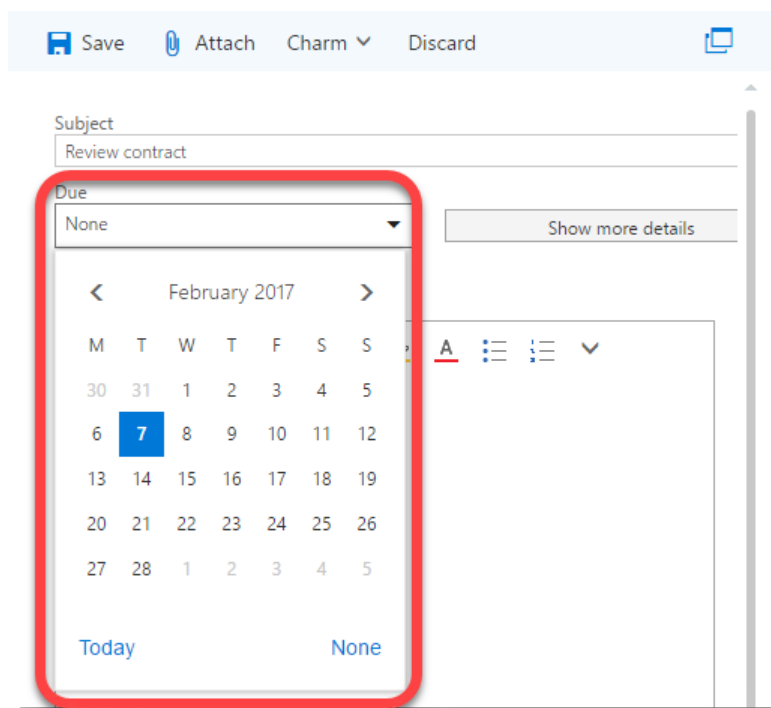 Save Attach Charm Discard
Subject
Review contract
Due
None
Show more details
February 2017
M T W T F S S
A
30 31 1 2 3 4 5
6 7 8 9 10 11 12
13 14 15 16 17 18 19
20 21 22 23 24 25 26
27 28 1 2 3 4 5
Today None